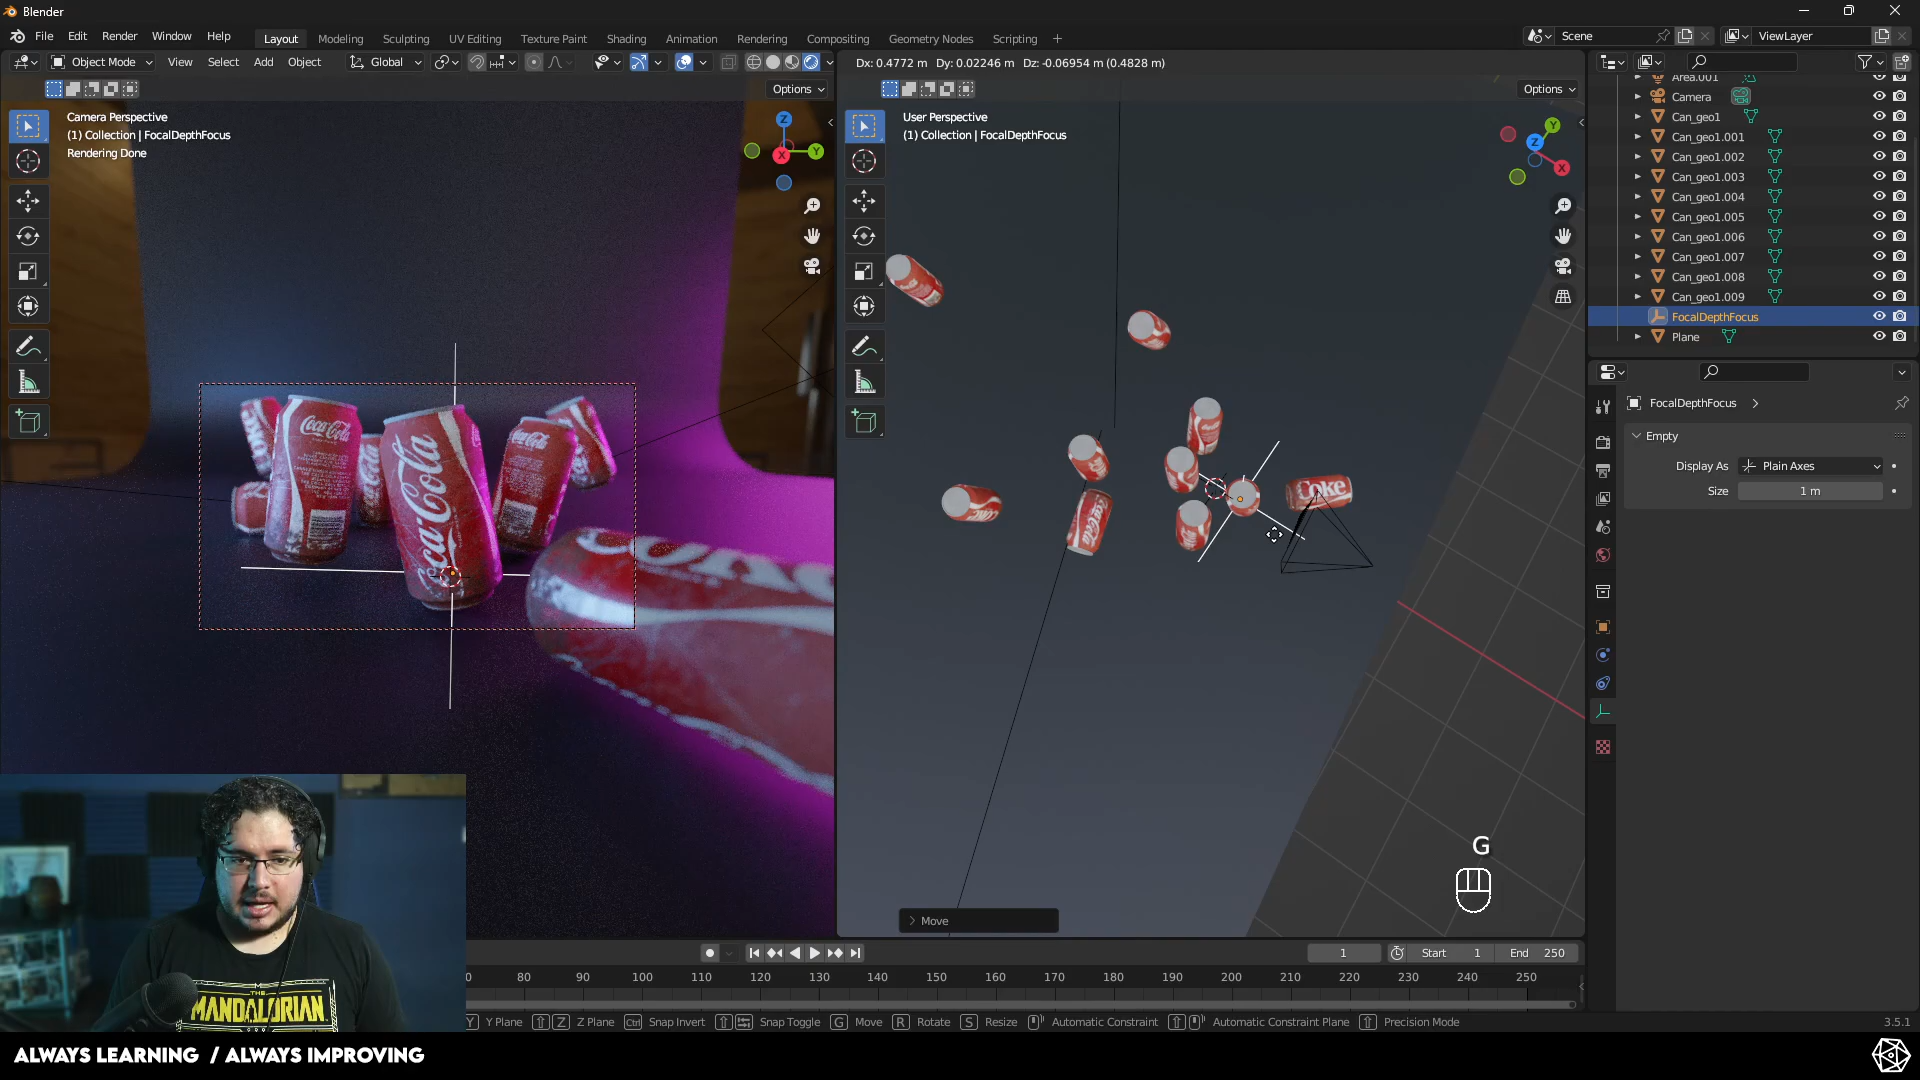 Blender
File Edit Render Window Help
Layout Modeling Sculpting UV Editing Texture Paint Shading Animation Rendering Compositing Geometry Nodes Scripting +
Scene
ViewLayer
Object Mode View Select Add Object Global
Dx: 0.4772 m Dy: 0.02246 m Dz: -0.06954 m (0.4828 m)
Options
Options
Camera Perspective
(1) Collection | FocalDepthFocus
Rendering Done
User Perspective
(1) Collection | FocalDepthFocus
Z
Y
X
Y
Z
X
Area.001
Camera
Can_geo1
Can_geo1.001
Can_geo1.002
Can_geo1.003
Can_geo1.004
Can_geo1.005
Can_geo1.006
Can_geo1.007
Can_geo1.008
Can_geo1.009
FocalDepthFocus
Plane
FocalDepthFocus
Empty
Display As Plain Axes
Size 1 m
Coca-Cola
Coca-Cola
Coca-Cola
Coke
G
Move
1
Start 1
End 250
80 90 100 110 120 130 140 150 160 170 180 190 200 210 220 230 240 250
Y Y Plane Z Z Plane Ctrl Snap Invert Snap Toggle G Move R Rotate S Resize Automatic Constraint Automatic Constraint Plane Precision Mode
3.5.1
THE
MANDALORIAN
ALWAYS LEARNING / ALWAYS IMPROVING